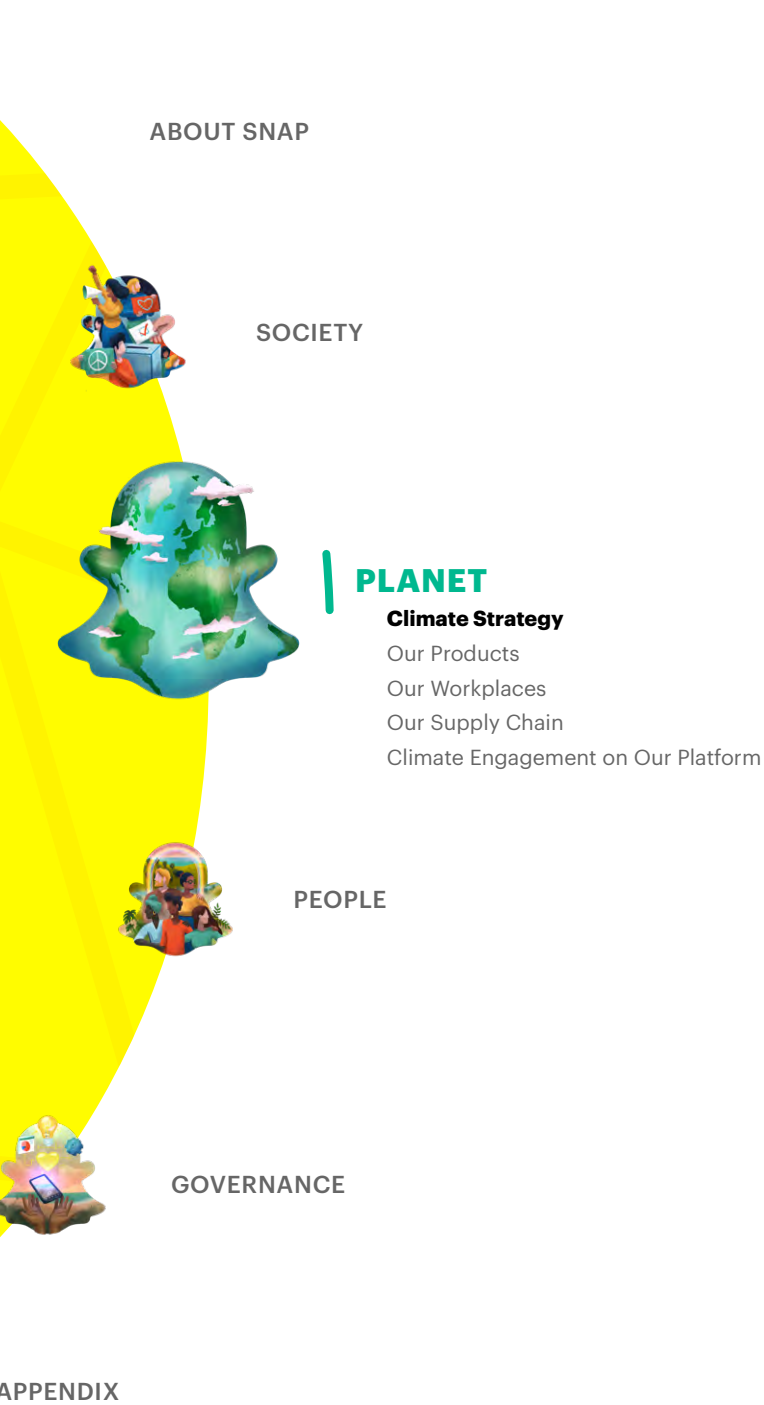 ABOUT SNAP
SOCIETY
PLANET
Climate Strategy
Our Products
Our Workplaces
Our Supply Chain
Climate Engagement on Our Platform
PEOPLE
GOVERNANCE
APPENDIX